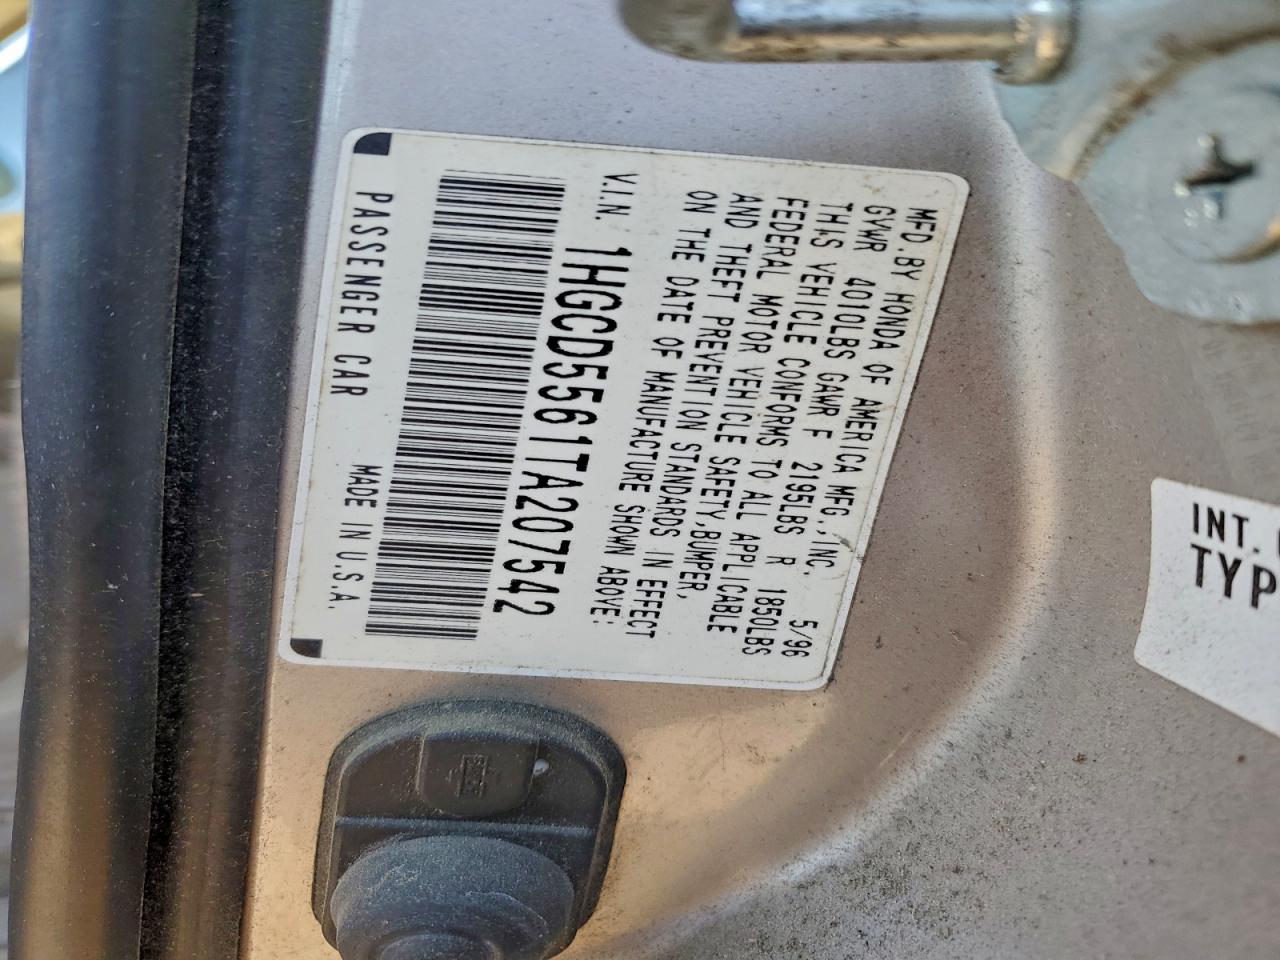 MFD. BY HONDA OF AMERICA MFG., INC. 5/96
GVWR 4010LBS GAWR F 2195LBS R 1850LBS
THIS VEHICLE CONFORMS TO ALL APPLICABLE
FEDERAL MOTOR VEHICLE SAFETY, BUMPER,
AND THEFT PREVENTION STANDARDS IN EFFECT
ON THE DATE OF MANUFACTURE SHOWN ABOVE:
V.I.N. 1HGCD5561TA207542
PASSENGER CAR MADE IN U.S.A.
INT.
TYP